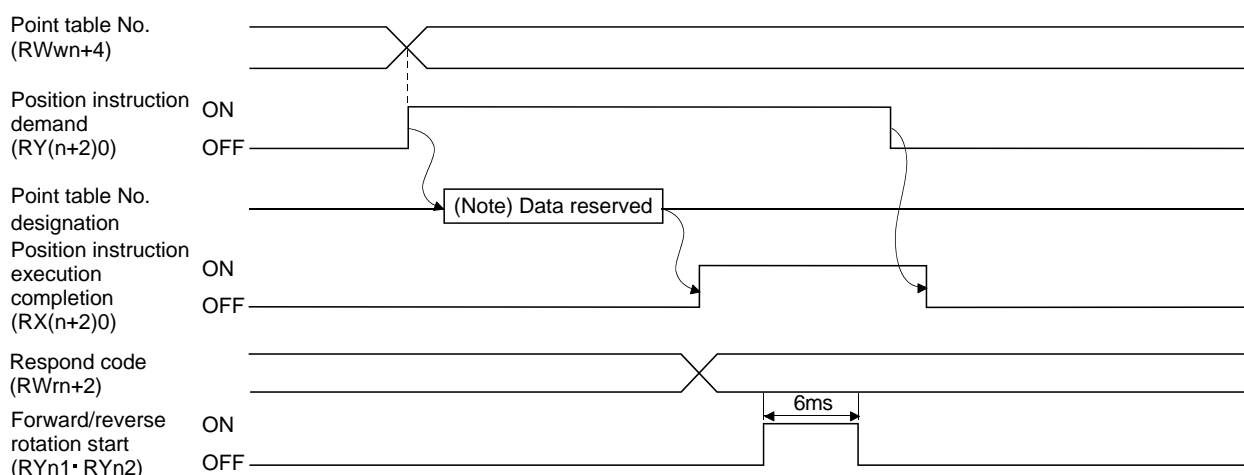 Point table No.
(RWwn+4)
Position instruction
demand
(RY(n+2)0)
ON
OFF
Point table No.
designation
(Note) Data reserved
Position instruction
execution
completion
(RX(n+2)0)
ON
OFF
Respond code
(RWrn+2)
6ms
Forward/reverse
rotation start
(RYn1· RYn2)
ON
OFF